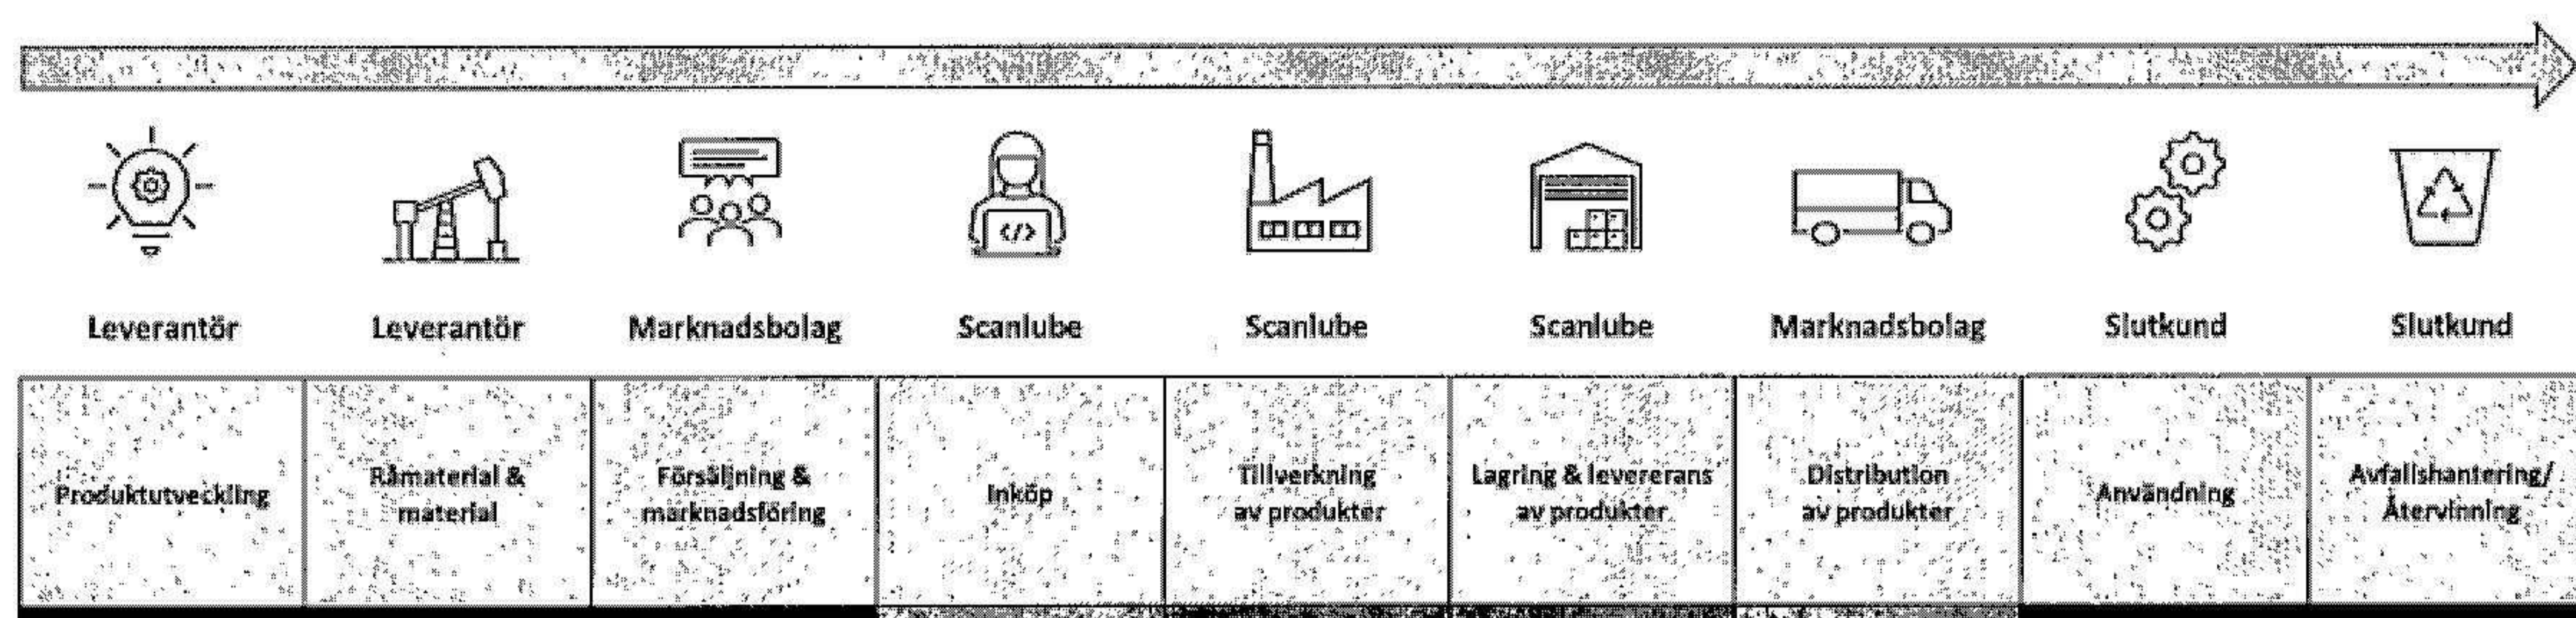 Leverantör Leverantör Marknadsbolag Scanlube Scanlube Scanlube Marknadsbolag Slutkund Slutkund
Produktutveckling
Råmaterial &
material
Försäljning &
marknadsföring
Inköp
Tillverkning
av produkter
Lagring & levererans
av produkter
Distribution
av produkter
Användning
Avfallshantering/
Återvinning